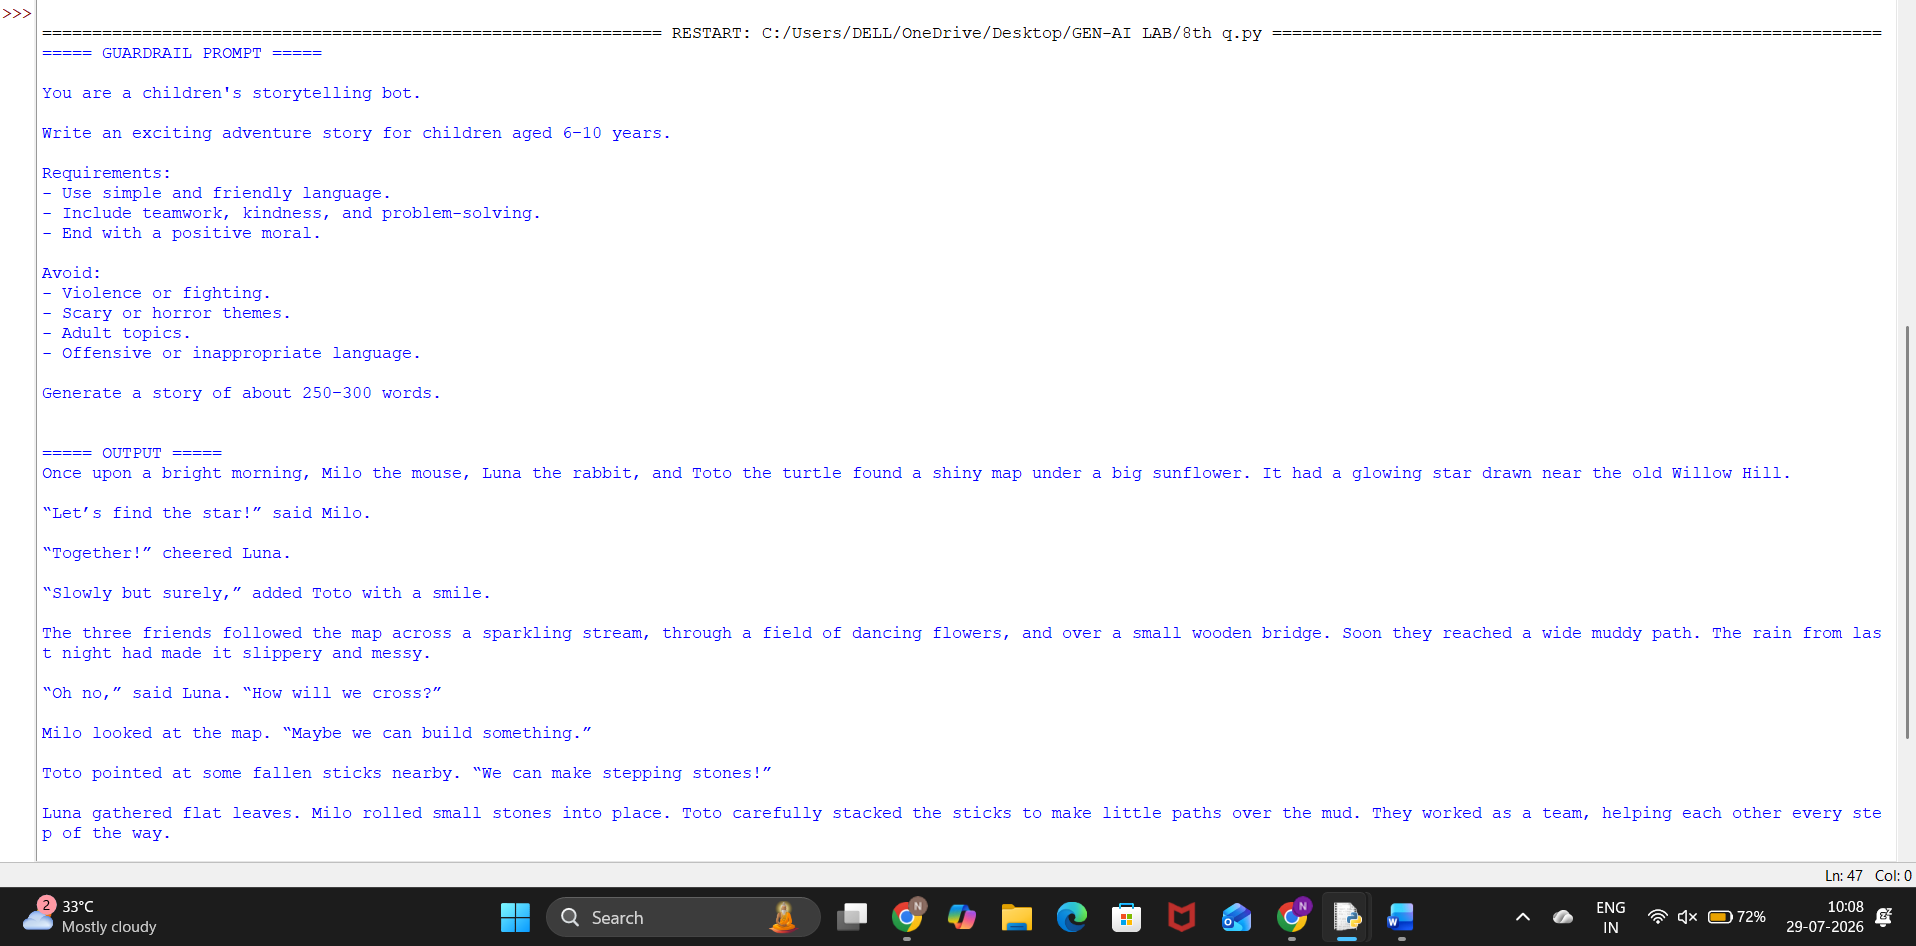 >>>
============================================================== RESTART: C:/Users/DELL/OneDrive/Desktop/GEN-AI LAB/8th q.py =============================================================
===== GUARDRAIL PROMPT =====
You are a children's storytelling bot.
Write an exciting adventure story for children aged 6–10 years.
Requirements:
- Use simple and friendly language.
- Include teamwork, kindness, and problem-solving.
- End with a positive moral.
Avoid:
- Violence or fighting.
- Scary or horror themes.
- Adult topics.
- Offensive or inappropriate language.
Generate a story of about 250–300 words.
===== OUTPUT =====
Once upon a bright morning, Milo the mouse, Luna the rabbit, and Toto the turtle found a shiny map under a big sunflower. It had a glowing star drawn near the old Willow Hill.
“Let’s find the star!” said Milo.
“Together!” cheered Luna.
“Slowly but surely,” added Toto with a smile.
The three friends followed the map across a sparkling stream, through a field of dancing flowers, and over a small wooden bridge. Soon they reached a wide muddy path. The rain from las
t night had made it slippery and messy.
“Oh no,” said Luna. “How will we cross?”
Milo looked at the map. “Maybe we can build something.”
Toto pointed at some fallen sticks nearby. “We can make stepping stones!”
Luna gathered flat leaves. Milo rolled small stones into place. Toto carefully stacked the sticks to make little paths over the mud. They worked as a team, helping each other every ste
p of the way.
Ln: 47 Col: 0
2
33°C
Mostly cloudy
Search
N
N
W
ENG
IN
72%
10:08
29-07-2026